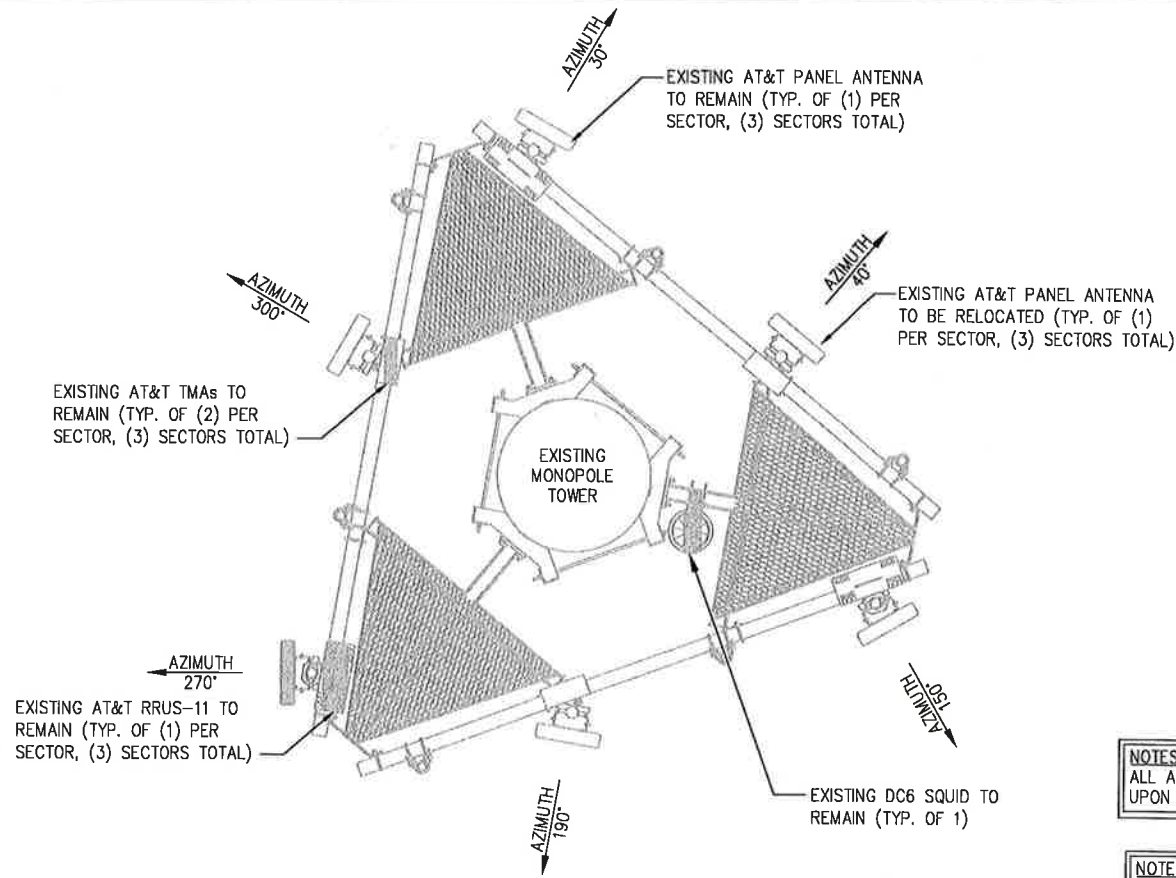 AZIMUTH
30°
EXISTING AT&T PANEL ANTENNA
TO REMAIN (TYP. OF (1) PER
SECTOR, (3) SECTORS TOTAL)
AZIMUTH
40°
EXISTING AT&T PANEL ANTENNA
TO BE RELOCATED (TYP. OF (1)
PER SECTOR, (3) SECTORS TOTAL)
AZIMUTH
300°
EXISTING AT&T TMAs TO
REMAIN (TYP. OF (2) PER
SECTOR, (3) SECTORS TOTAL)
EXISTING
MONOPOLE
TOWER
AZIMUTH
270°
EXISTING AT&T RRUS-11 TO
REMAIN (TYP. OF (1) PER
SECTOR, (3) SECTORS TOTAL)
AZIMUTH
150°
EXISTING DC6 SQUID TO
REMAIN (TYP. OF 1)
AZIMUTH
190°
NOTES
ALL A
UPON
NOTE